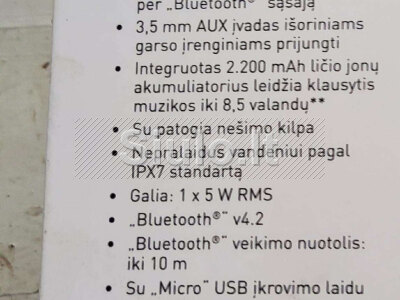 per „Bluetooth®“ sąsają
• 3,5 mm AUX įvadas išoriniams
garso įrenginiams prijungti
• Integruotas 2.200 mAh ličio jonų
akumuliatorius leidžia klausytis
muzikos iki 8,5 valandų**
• Su patogia nešimo kilpa
• Nepralaidus vandeniui pagal
IPX7 standartą
• Galia: 1 x 5 W RMS
• „Bluetooth®“ v4.2
• „Bluetooth®“ veikimo nuotolis:
iki 10 m
• Su „Micro“ USB įkrovimo laidu
Siulo.lt